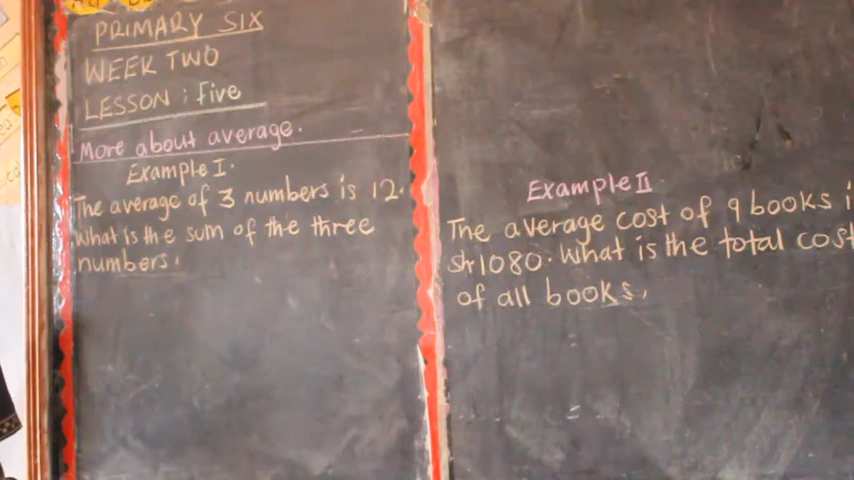 PRIMARY SIX
WEEK TWO
LESSON : five
More about average.
Example I.
The average of 3 numbers is 12.
What is the sum of the three
numbers.
Example II
The average cost of 9 books i
sh1080. What is the total cost
of all books.